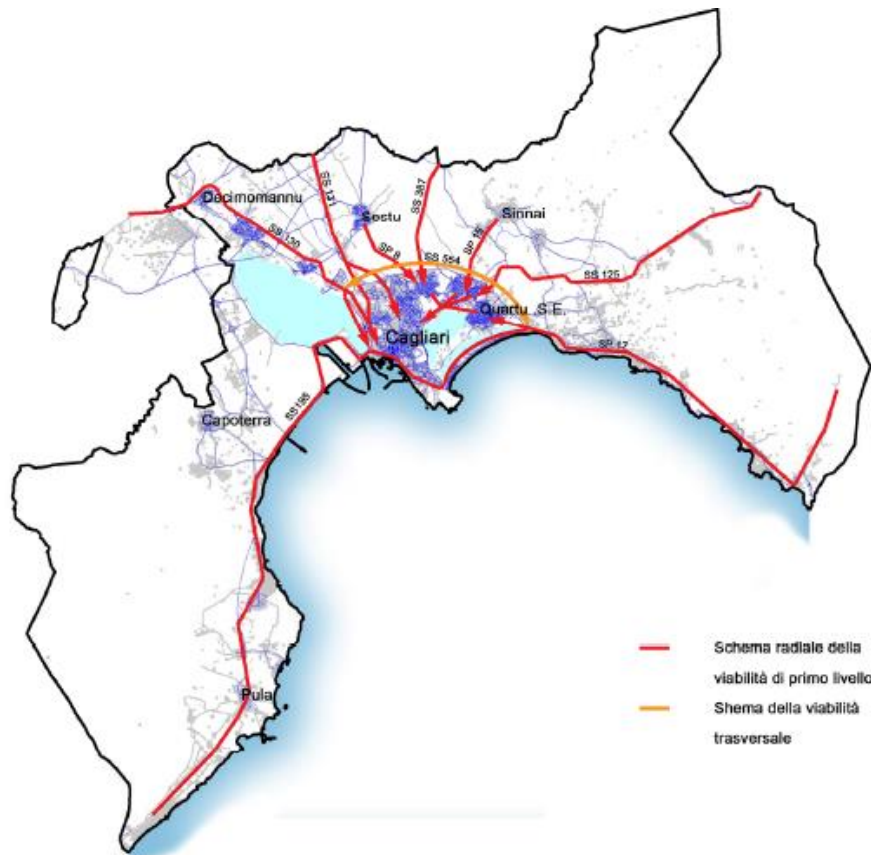 Decimomannu
SS 131
SS 387
Sestu
Sinnai
SS 130
SP 8
SS 554
SP 15
SS 125
Quartu S.E.
Cagliari
SP 17
SS195
Capoterra
Pula
Schema radiale della
viabilità di primo livello
Shema della viabilità
trasversale